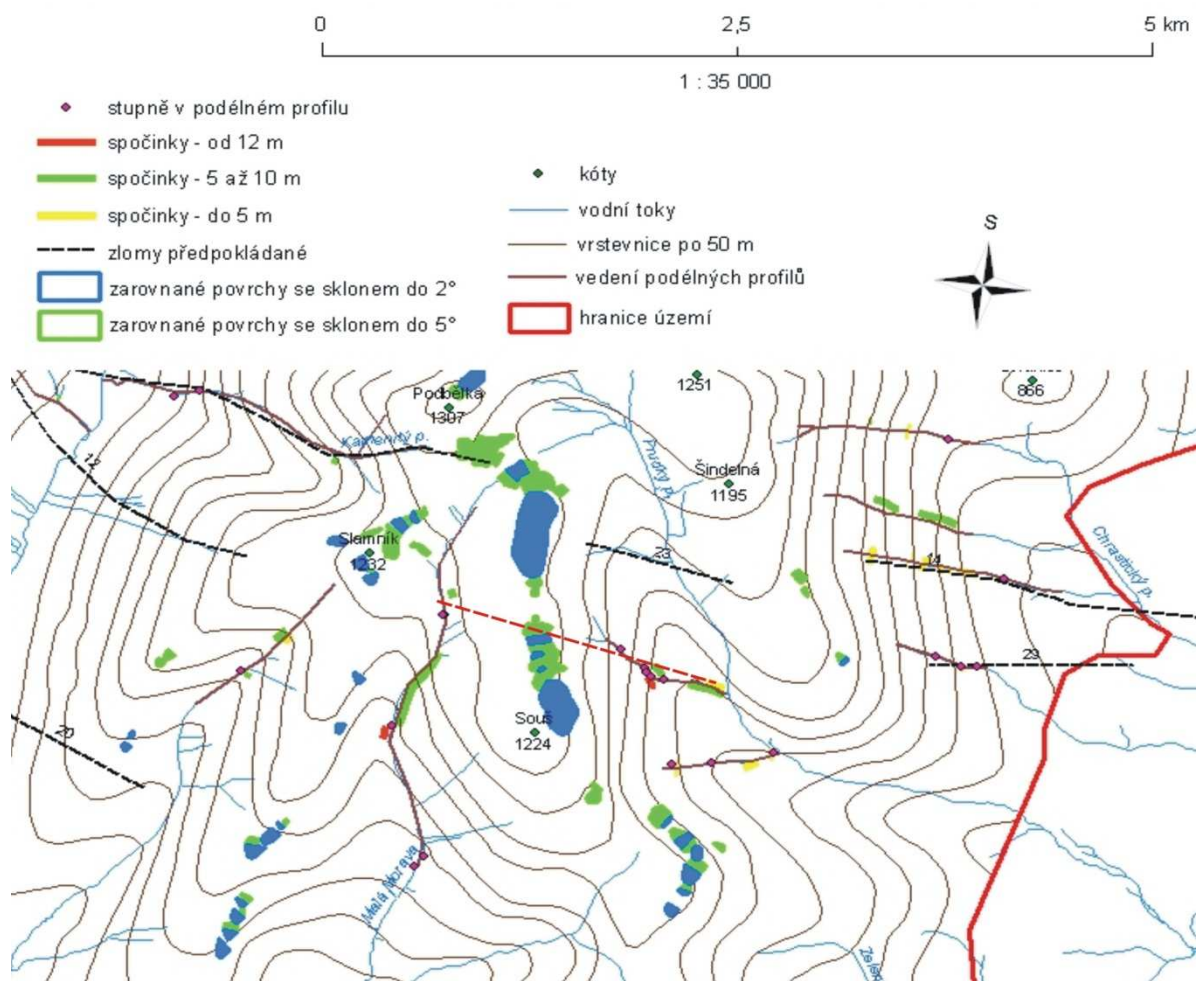 0 2,5 5 km
1 : 35 000
stupně v podélném profilu
spočinky - od 12 m
spočinky - 5 až 10 m
spočinky - do 5 m
zlomy předpokládané
zarovnané povrchy se sklonem do 2°
zarovnané povrchy se sklonem do 5°
kóty
vodní toky
vrstevnice po 50 m
vedení podélných profilů
hranice území
S
Podbělka
1307
1251
866
Kamenitý p.
Prudký p.
Šindelná
1195
12
Slamník
1232
23
14
Chrastický p.
29
Souš
1224
20
Malá Morava